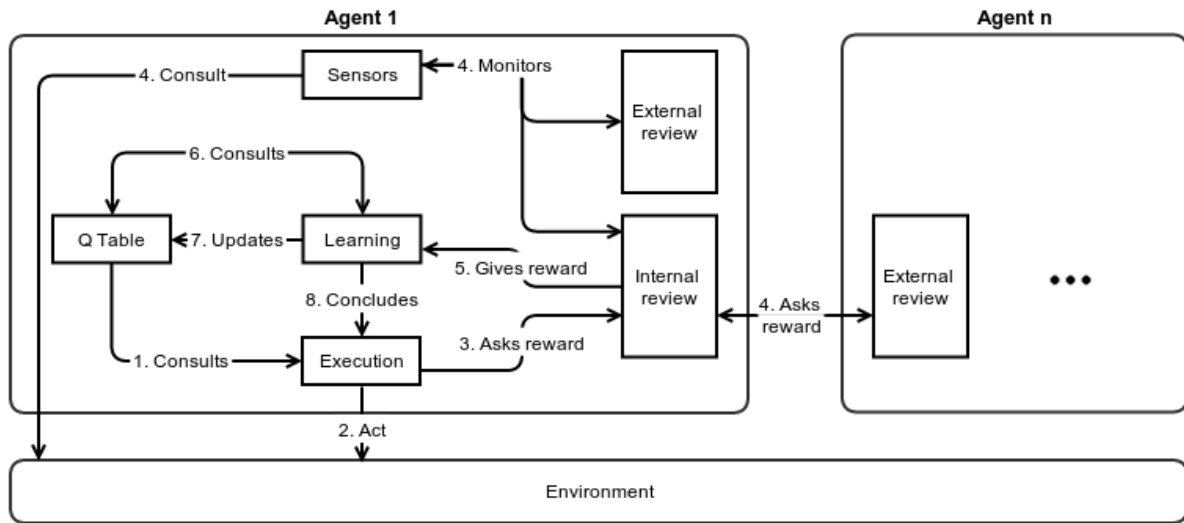 Agent 1
Agent n
4. Consult
Sensors
4. Monitors
External
review
6. Consults
Q Table
7. Updates
Learning
5. Gives reward
Internal
review
External
review
8. Concludes
4. Asks
reward
1. Consults
Execution
3. Asks reward
2. Act
Environment